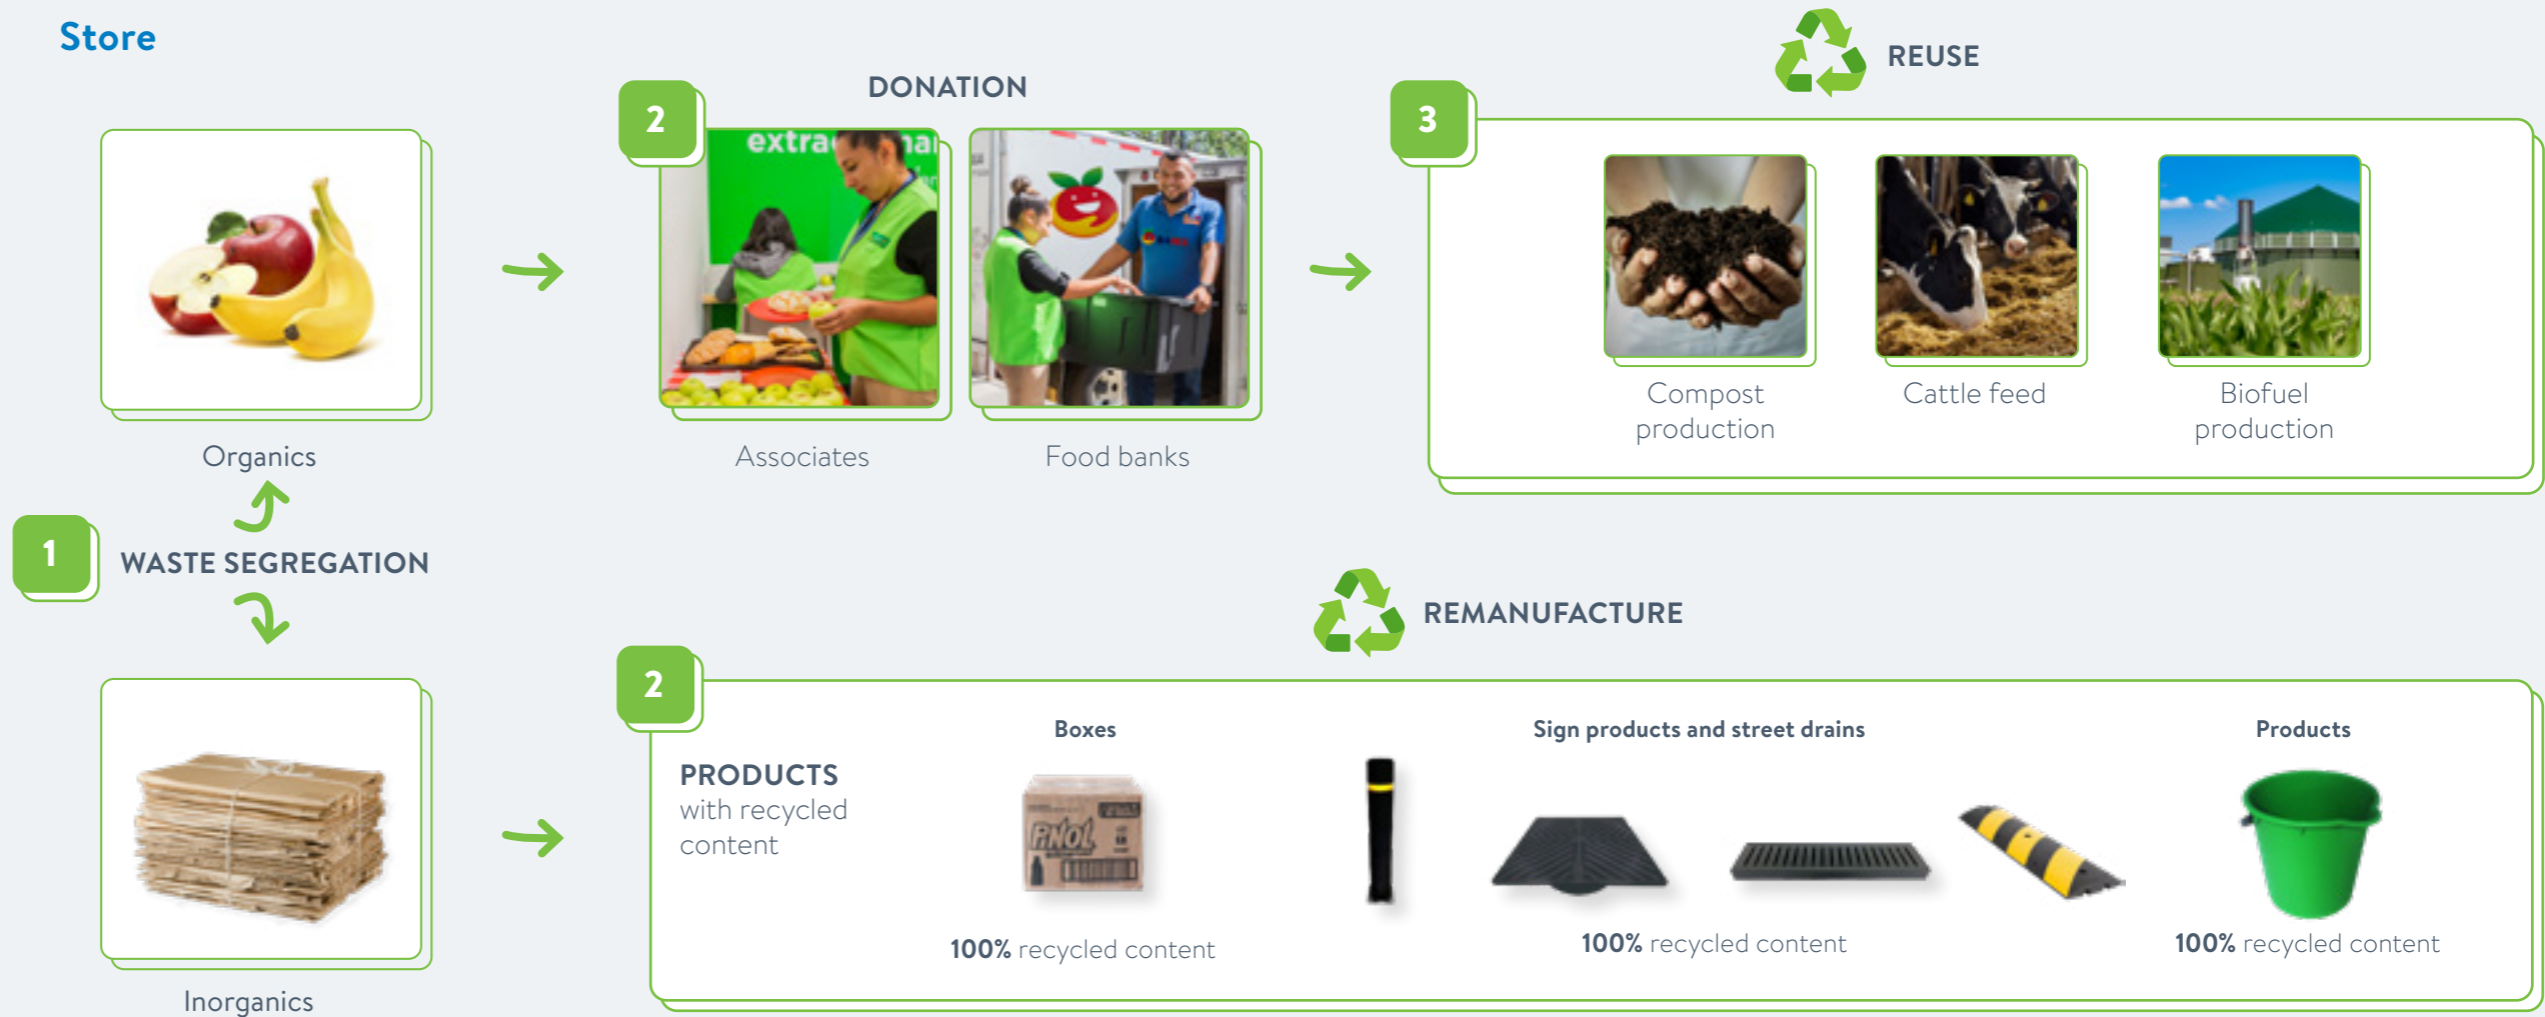 Store
DONATION
REUSE
2
3
extra
Organics
Associates
Food banks
Compost
production
Cattle feed
Biofuel
production
1
WASTE SEGREGATION
REMANUFACTURE
2
PRODUCTS
with recycled
content
Boxes
Sign products and street drains
Products
PINOL
100% recycled content
100% recycled content
100% recycled content
Inorganics